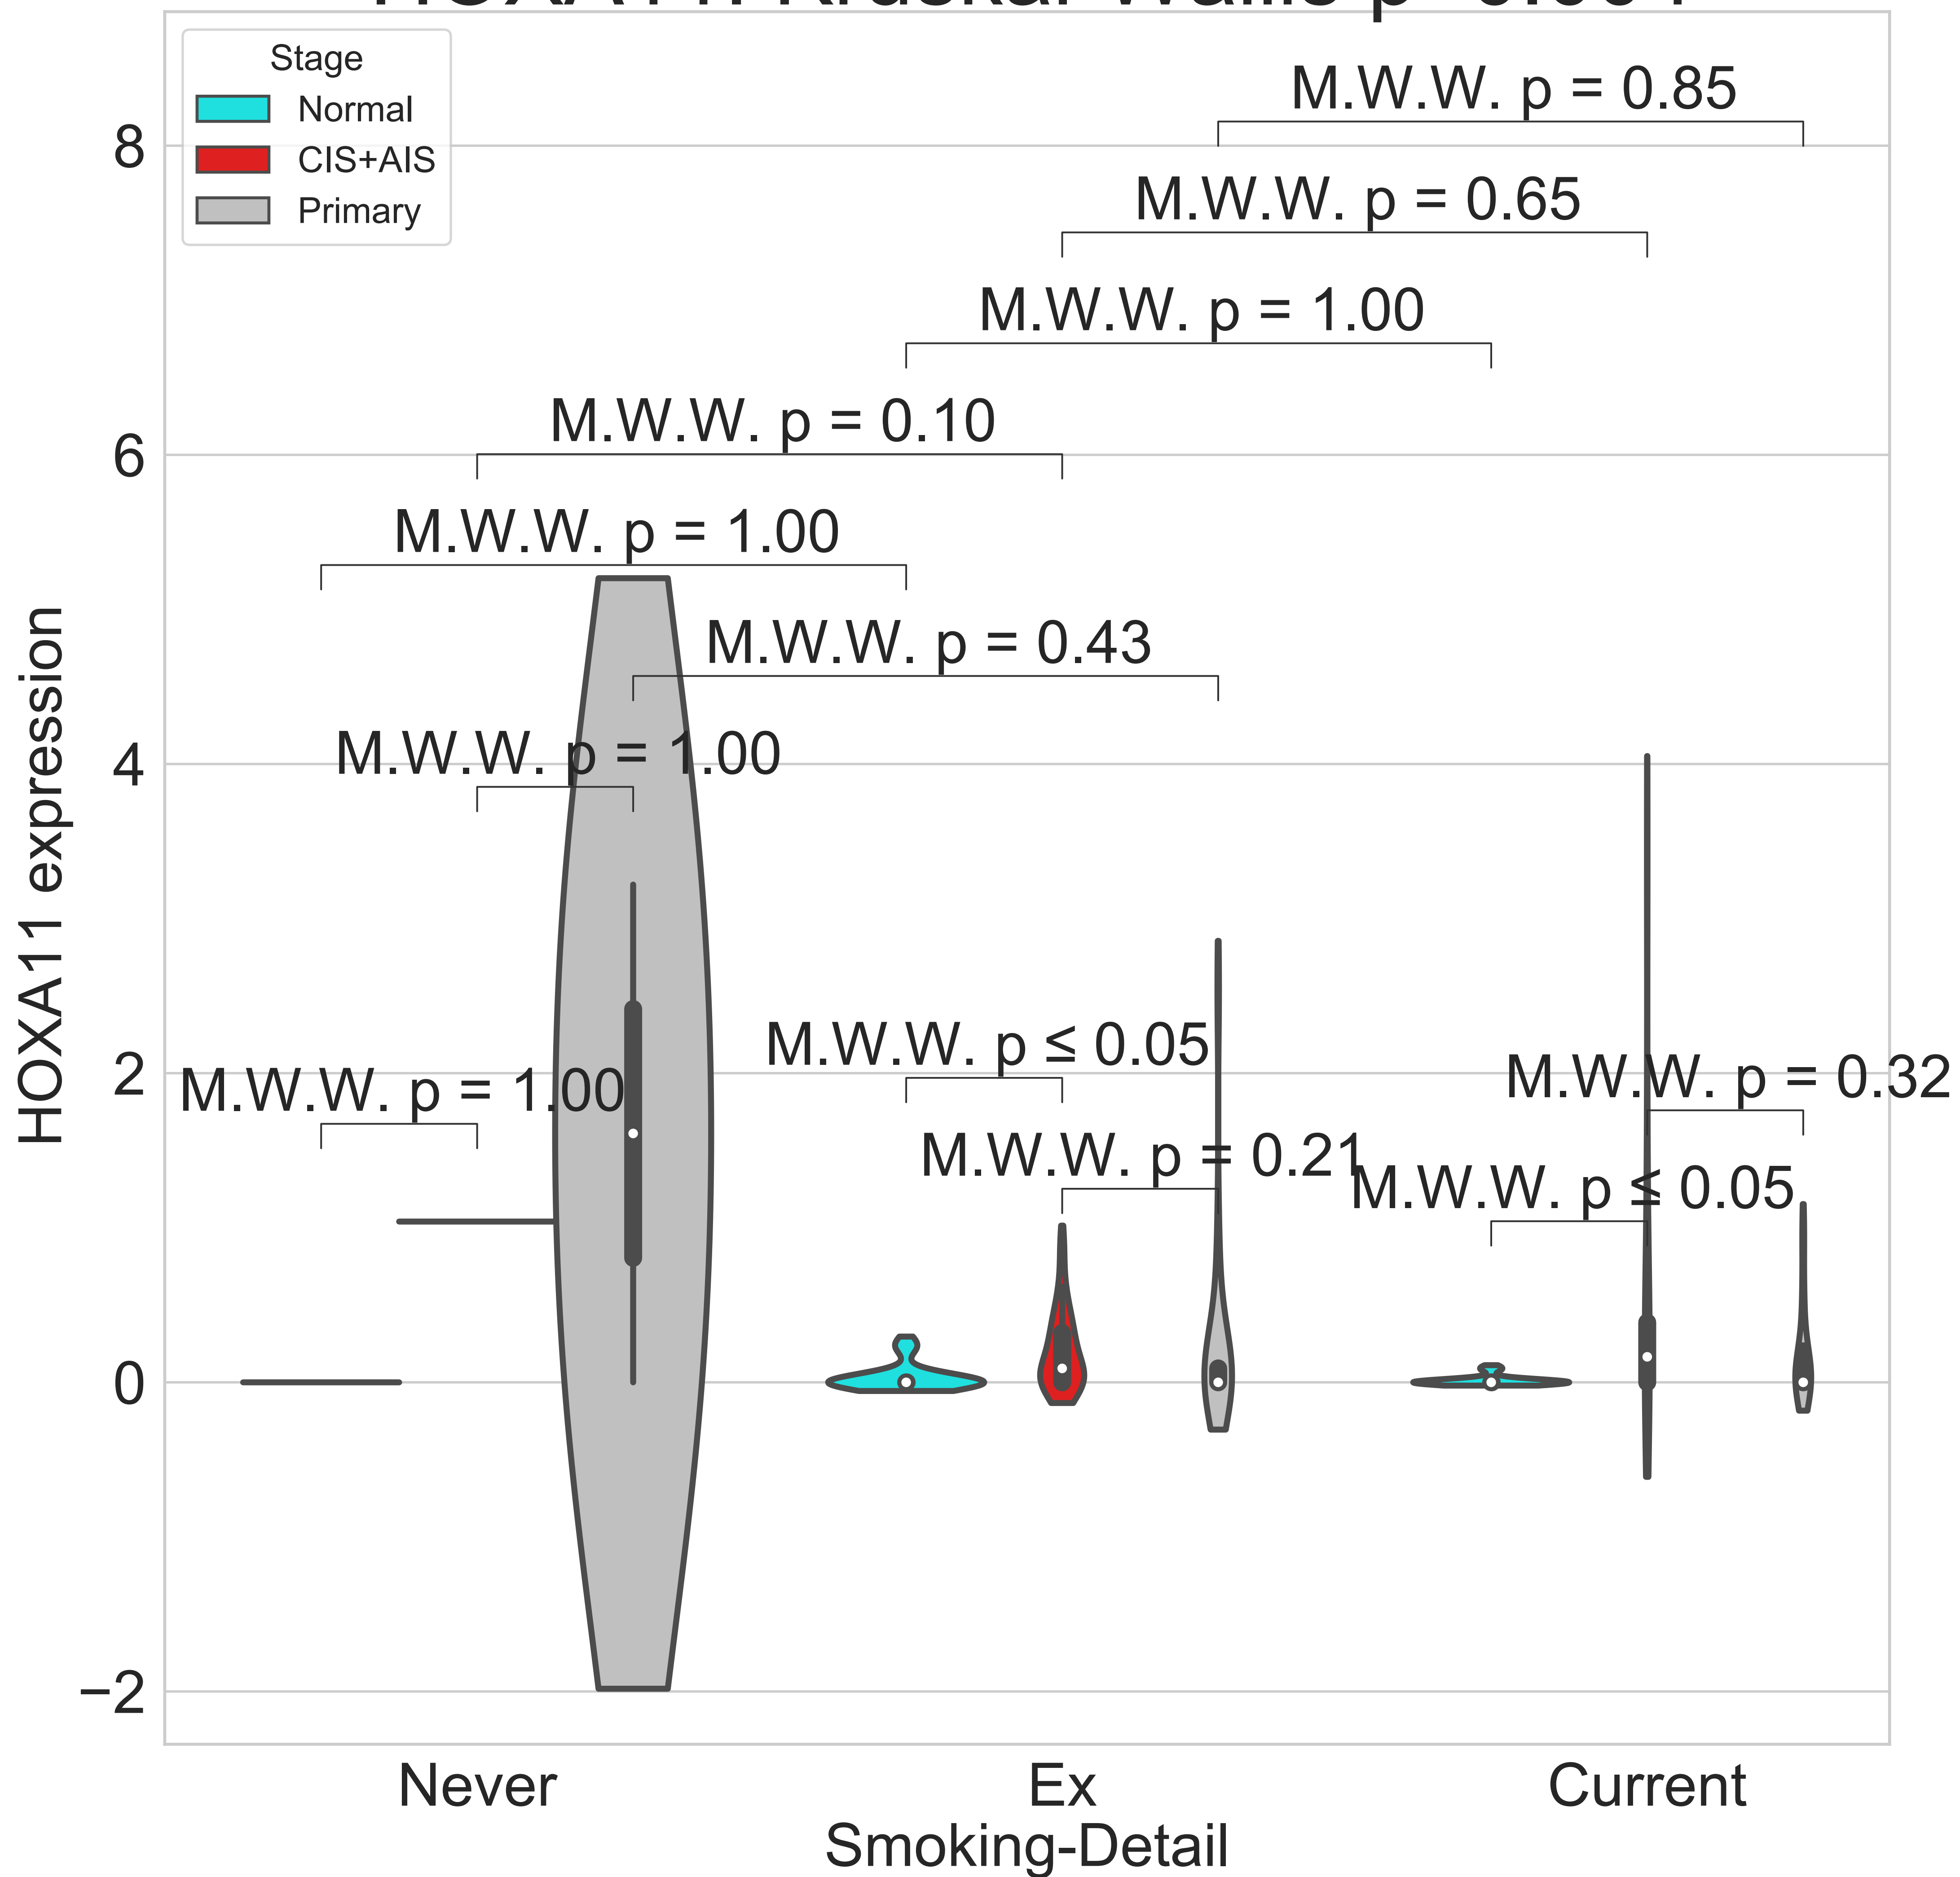 Stage
Normal
CIS+AIS
Primary
M.W.W. p = 0.85
8
M.W.W. p = 0.65
M.W.W. p = 1.00
M.W.W. p = 0.10
6
M.W.W. p = 1.00
M.W.W. p = 0.43
M.W.W. p = 1.00
4
M.W.W. p ≤ 0.05
M.W.W. p = 1.00
M.W.W. p = 0.32
2
M.W.W. p = 0.21
M.W.W. p ≤ 0.05
0
−2
HOXA11 expression
Never
Ex
Current
Smoking-Detail